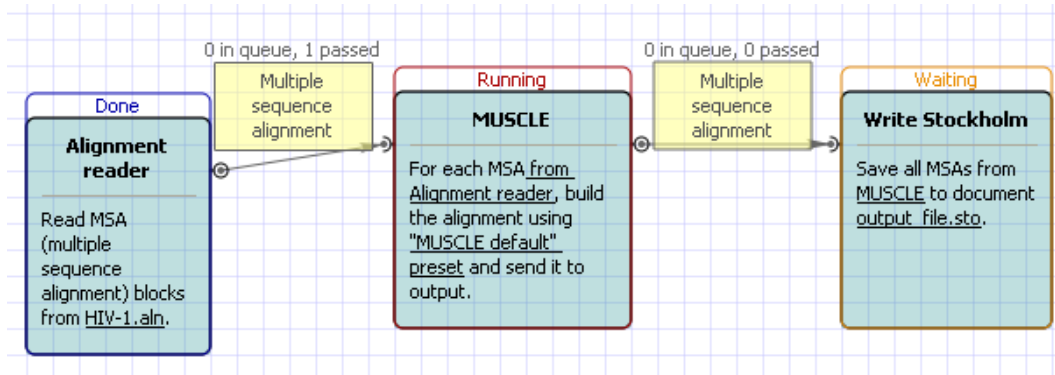 0 in queue, 1 passed
Multiple
sequence
alignment
0 in queue, 0 passed
Multiple
sequence
alignment
Done
Alignment
reader
Read MSA
(multiple
sequence
alignment) blocks
from HIV-1.aln.
Running
MUSCLE
For each MSA from
Alignment reader, build
the alignment using
"MUSCLE default"
preset and send it to
output.
Waiting
Write Stockholm
Save all MSAs from
MUSCLE to document
output_file.sto.